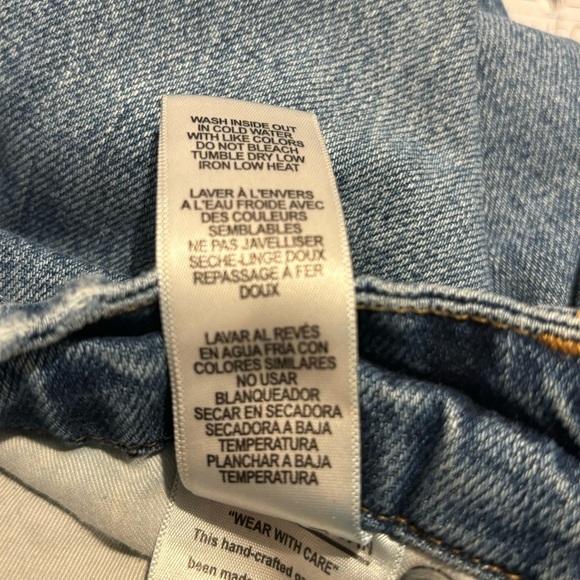 WASH INSIDE OUT
IN COLD WATER
WITH LIKE COLORS
DO NOT BLEACH
TUMBLE DRY LOW
IRON LOW HEAT
LAVER À L'ENVERS
A L'EAU FROIDE AVEC
DES COULEURS
SEMBLABLES
NE PAS JAVELLISER
SECHE-LINGE DOUX
REPASSAGE À FER
DOUX
LAVAR AL REVÉS
EN AGUA FRÍA CON
COLORES SIMILARES
NO USAR
BLANQUEADOR
SECAR EN SECADORA
SECADORA A BAJA
TEMPERATURA
PLANCHAR A BAJA
TEMPERATURA
"WEAR WITH CARE"
This hand-crafted
been made